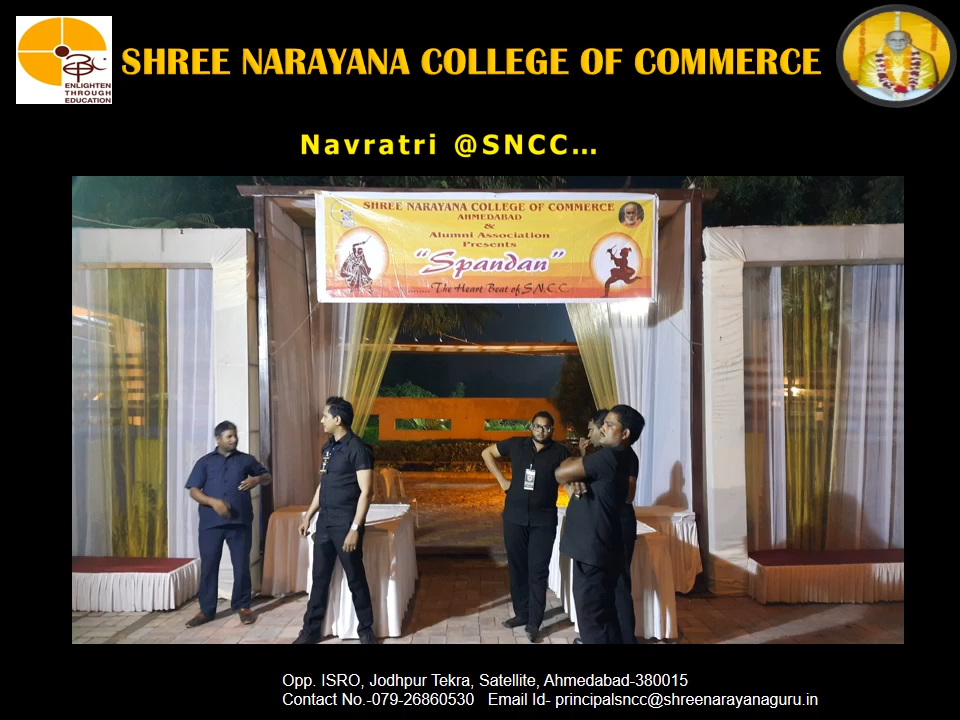 ENLIGHTEN
THROUGH
EDUCATION
SHREE NARAYANA COLLEGE OF COMMERCE
Navratri @SNCC...
SHREE NARAYANA COLLEGE OF COMMERCE
AHMEDABAD
&
Alumni Association
Presents
"Spandan"
.........The Heart Beat of S.N.C.C.
Opp. ISRO, Jodhpur Tekra, Satellite, Ahmedabad-380015
Contact No.-079-26860530 Email Id- principalsncc@shreenarayanaguru.in